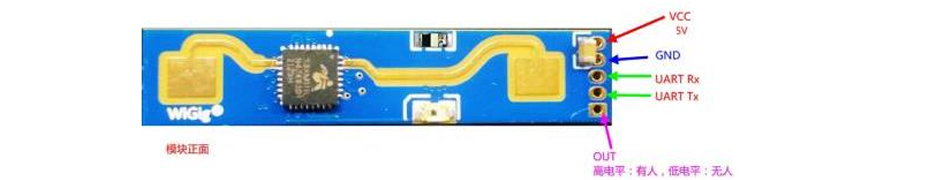 VCC
5V
GND
UART Rx
UART Tx
WiGig
模块正面
OUT
高电平：有人，低电平：无人